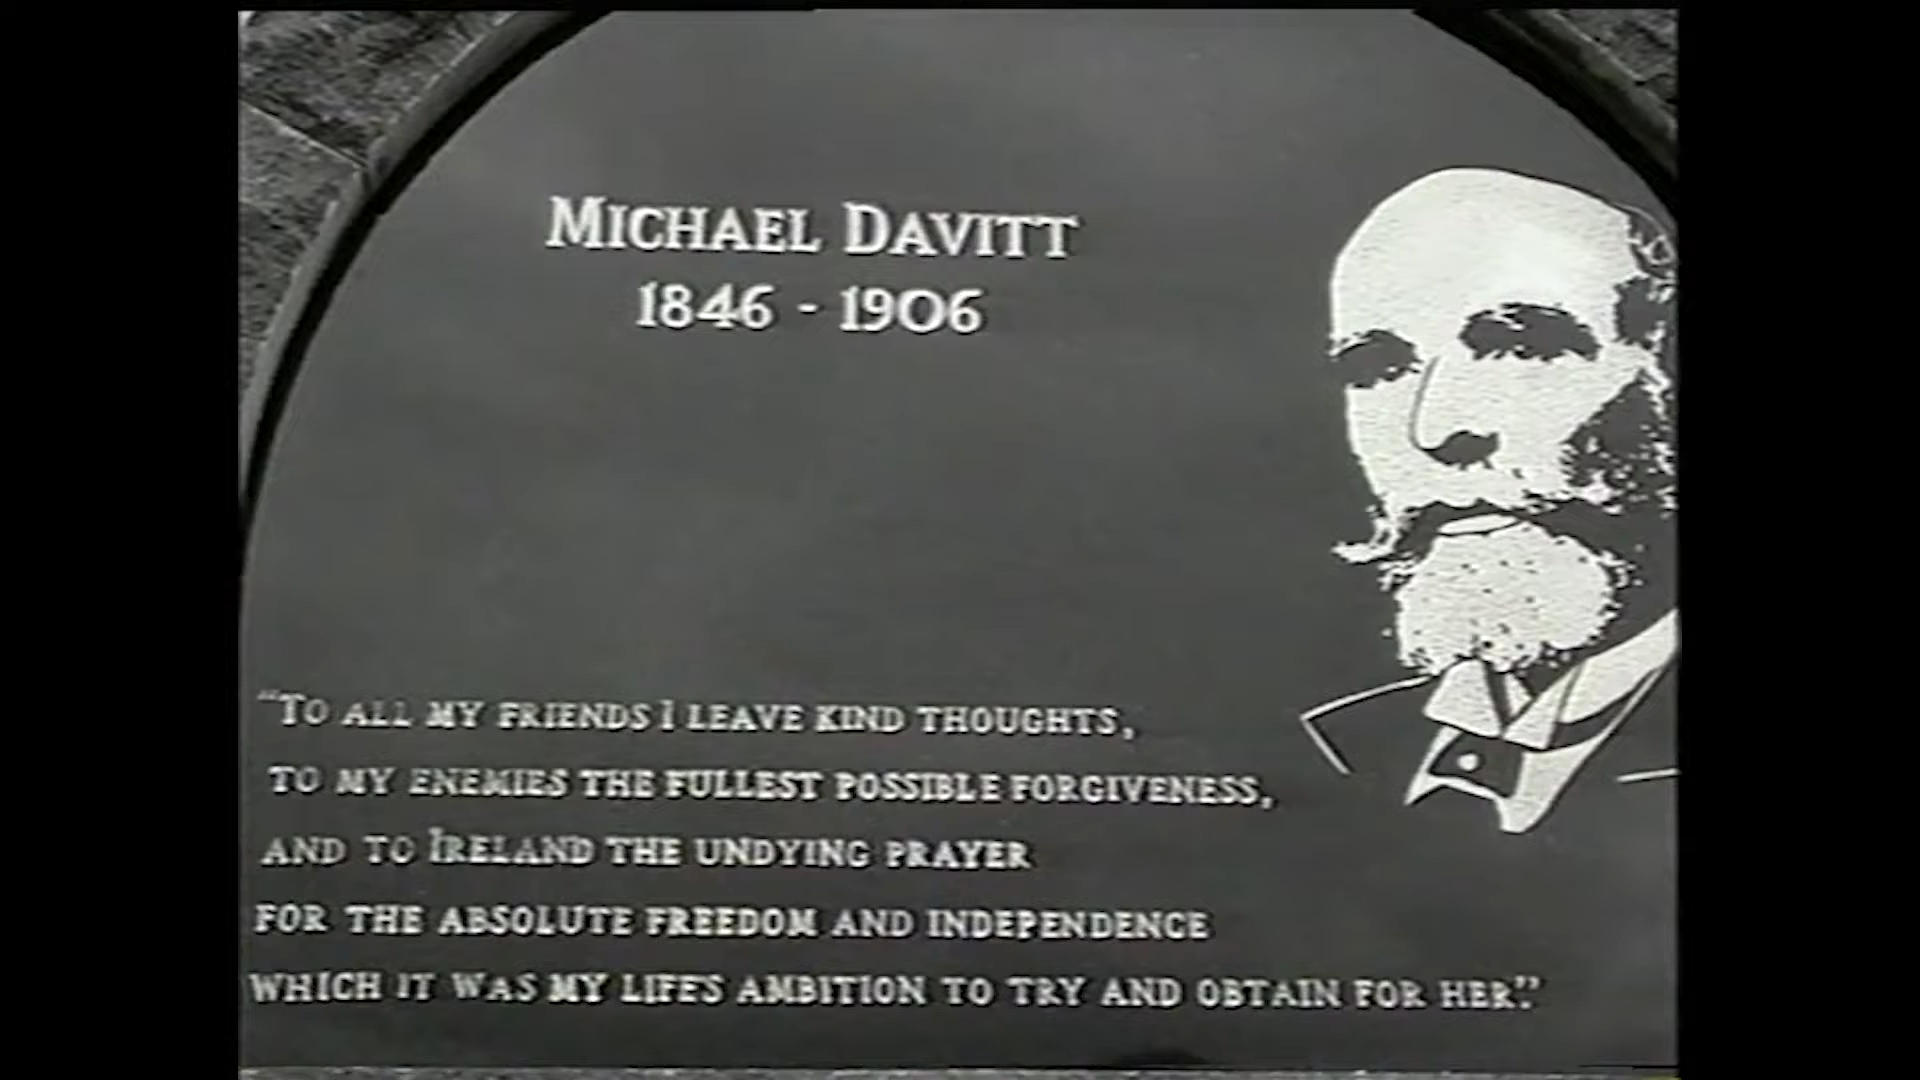 MICHAEL DAVITT
1846 - 1906
"TO ALL MY FRIENDS I LEAVE KIND THOUGHTS,
TO MY ENEMIES THE FULLEST POSSIBLE FORGIVENESS,
AND TO IRELAND THE UNDYING PRAYER
FOR THE ABSOLUTE FREEDOM AND INDEPENDENCE
WHICH IT WAS MY LIFE'S AMBITION TO TRY AND OBTAIN FOR HER."